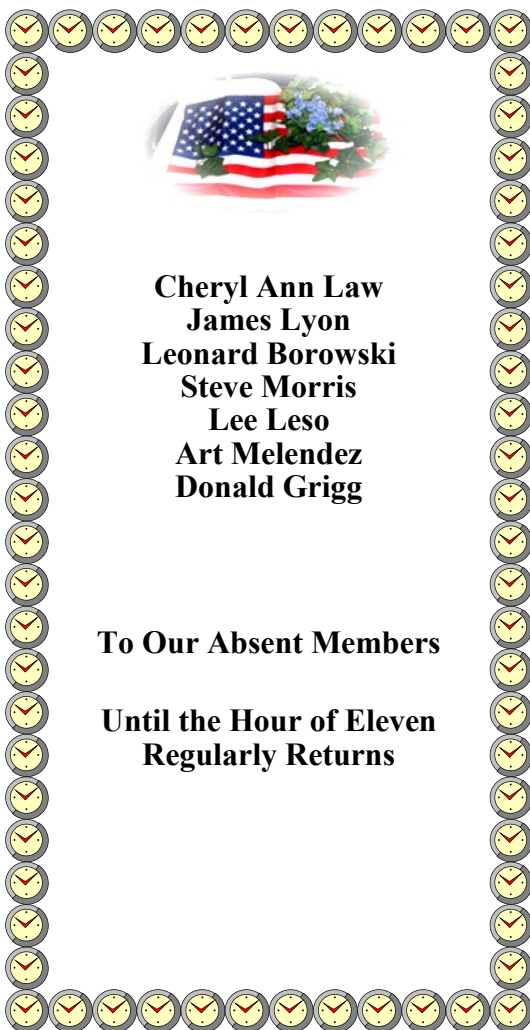 Cheryl Ann Law
James Lyon
Leonard Borowski
Steve Morris
Lee Leso
Art Melendez
Donald Grigg
To Our Absent Members
Until the Hour of Eleven
Regularly Returns